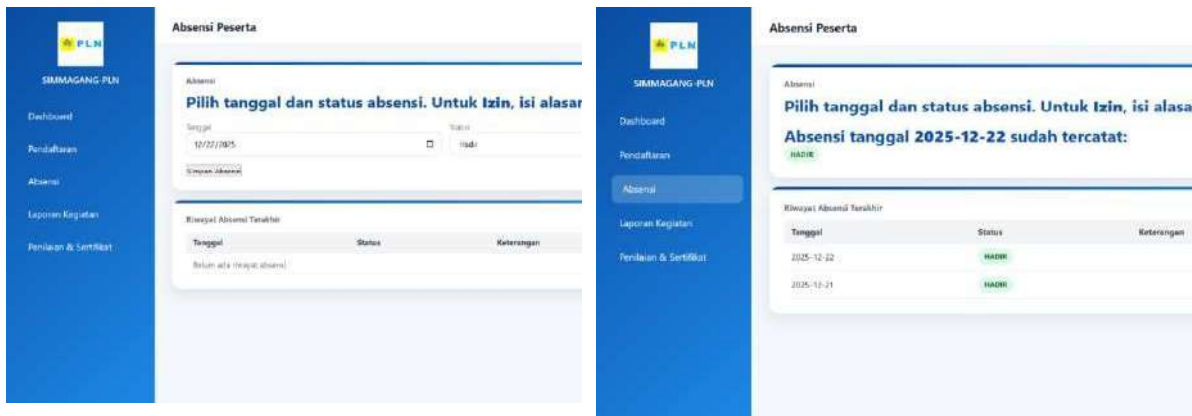 PLN
SIMMAGANG-PLN
Dashboard
Pendaftaran
Absensi
Laporan Kegiatan
Penilaian & Sertifikat
Absensi Peserta
Absensi
Pilih tanggal dan status absensi. Untuk Izin, isi alasan
Tanggal
Status
12/22/2025
Hadir
Simpan Absensi
Riwayat Absensi Terakhir
Tanggal Status Keterangan
Belum ada riwayat absensi
PLN
SIMMAGANG-PLN
Dashboard
Pendaftaran
Absensi
Laporan Kegiatan
Penilaian & Sertifikat
Absensi Peserta
Absensi
Pilih tanggal dan status absensi. Untuk Izin, isi alasa
Absensi tanggal 2025-12-22 sudah tercatat:
HADIR
Riwayat Absensi Terakhir
Tanggal Status Keterangan
2025-12-22 HADIR
2025-12-21 HADIR